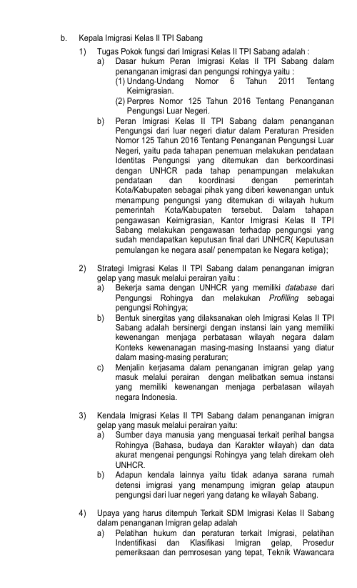 b. Kepala Imigrasi Kelas II TPI Sabang
1) Tugas Pokok fungsi dari Imigrasi Kelas II TPI Sabang adalah :
a) Dasar hukum Peran Imigrasi Kelas II TPI Sabang dalam
penanganan imigrasi dan pengungsi rohingya yaitu :
(1) Undang-Undang Nomor 6 Tahun 2011 Tentang
Keimigrasian.
(2) Perpres Nomor 125 Tahun 2016 Tentang Penanganan
Pengungsi Luar Negeri.
b) Peran Imigrasi Kelas II TPI Sabang dalam penanganan
Pengungsi dari luar negeri diatur dalam Peraturan Presiden
Nomor 125 Tahun 2016 Tentang Penanganan Pengungsi Luar
Negeri, yaitu pada tahapan penemuan melakukan pendataan
Identitas Pengungsi yang ditemukan dan berkoordinasi
dengan UNHCR pada tahap penampungan melakukan
pendataan dan koordinasi dengan pemerintah
Kota/Kabupaten sebagai pihak yang diberi kewenangan untuk
menampung pengungsi yang ditemukan di wilayah hukum
pemerintah Kota/Kabupaten tersebut. Dalam tahapan
pengawasan Keimigrasian, Kantor Imigrasi Kelas II TPI
Sabang melakukan pengawasan terhadap pengungsi yang
sudah mendapatkan keputusan final dari UNHCR( Keputusan
pemulangan ke negara asal/ penempatan ke Negara ketiga);
2) Strategi Imigrasi Kelas II TPI Sabang dalam penanganan imigran
gelap yang masuk melalui perairan yaitu :
a) Bekerja sama dengan UNHCR yang memiliki database dari
Pengungsi Rohingya dan melakukan Profilling sebagai
pengungsi Rohingya;
b) Bentuk sinergitas yang dilaksanakan oleh Imigrasi Kelas II TPI
Sabang adalah bersinergi dengan instansi lain yang memiliki
kewenangan menjaga perbatasan wilayah negara dalam
Konteks kewenanagan masing-masing Instaansi yang diatur
dalam masing-masing peraturan;
c) Menjalin kerjasama dalam penanganan imigran gelap yang
masuk melalui perairan dengan melibatkan semua instansi
yang memiliki kewenangan menjaga perbatasan wilayah
negara Indonesia.
3) Kendala Imigrasi Kelas II TPI Sabang dalam penanganan imigran
gelap yang masuk melalui perairan yaitu:
a) Sumber daya manusia yang menguasai terkait perihal bangsa
Rohingya (Bahasa, budaya dan Karakter wilayah) dan data
akurat mengenai pengungsi Rohingya yang telah direkam oleh
UNHCR.
b) Adapun kendala lainnya yaitu tidak adanya sarana rumah
detensi imigrasi yang menampung imigran gelap ataupun
pengungsi dari luar negeri yang datang ke wilayah Sabang.
4) Upaya yang harus ditempuh Terkait SDM Imigrasi Kelas II Sabang
dalam penanganan Imigran gelap adalah
a) Pelatihan hukum dan peraturan terkait Imigrasi, pelatihan
Indentifikasi dan Klasifikasi Imigran gelap, Prosedur
pemeriksaan dan pemrosesan yang tepat, Teknik Wawancara